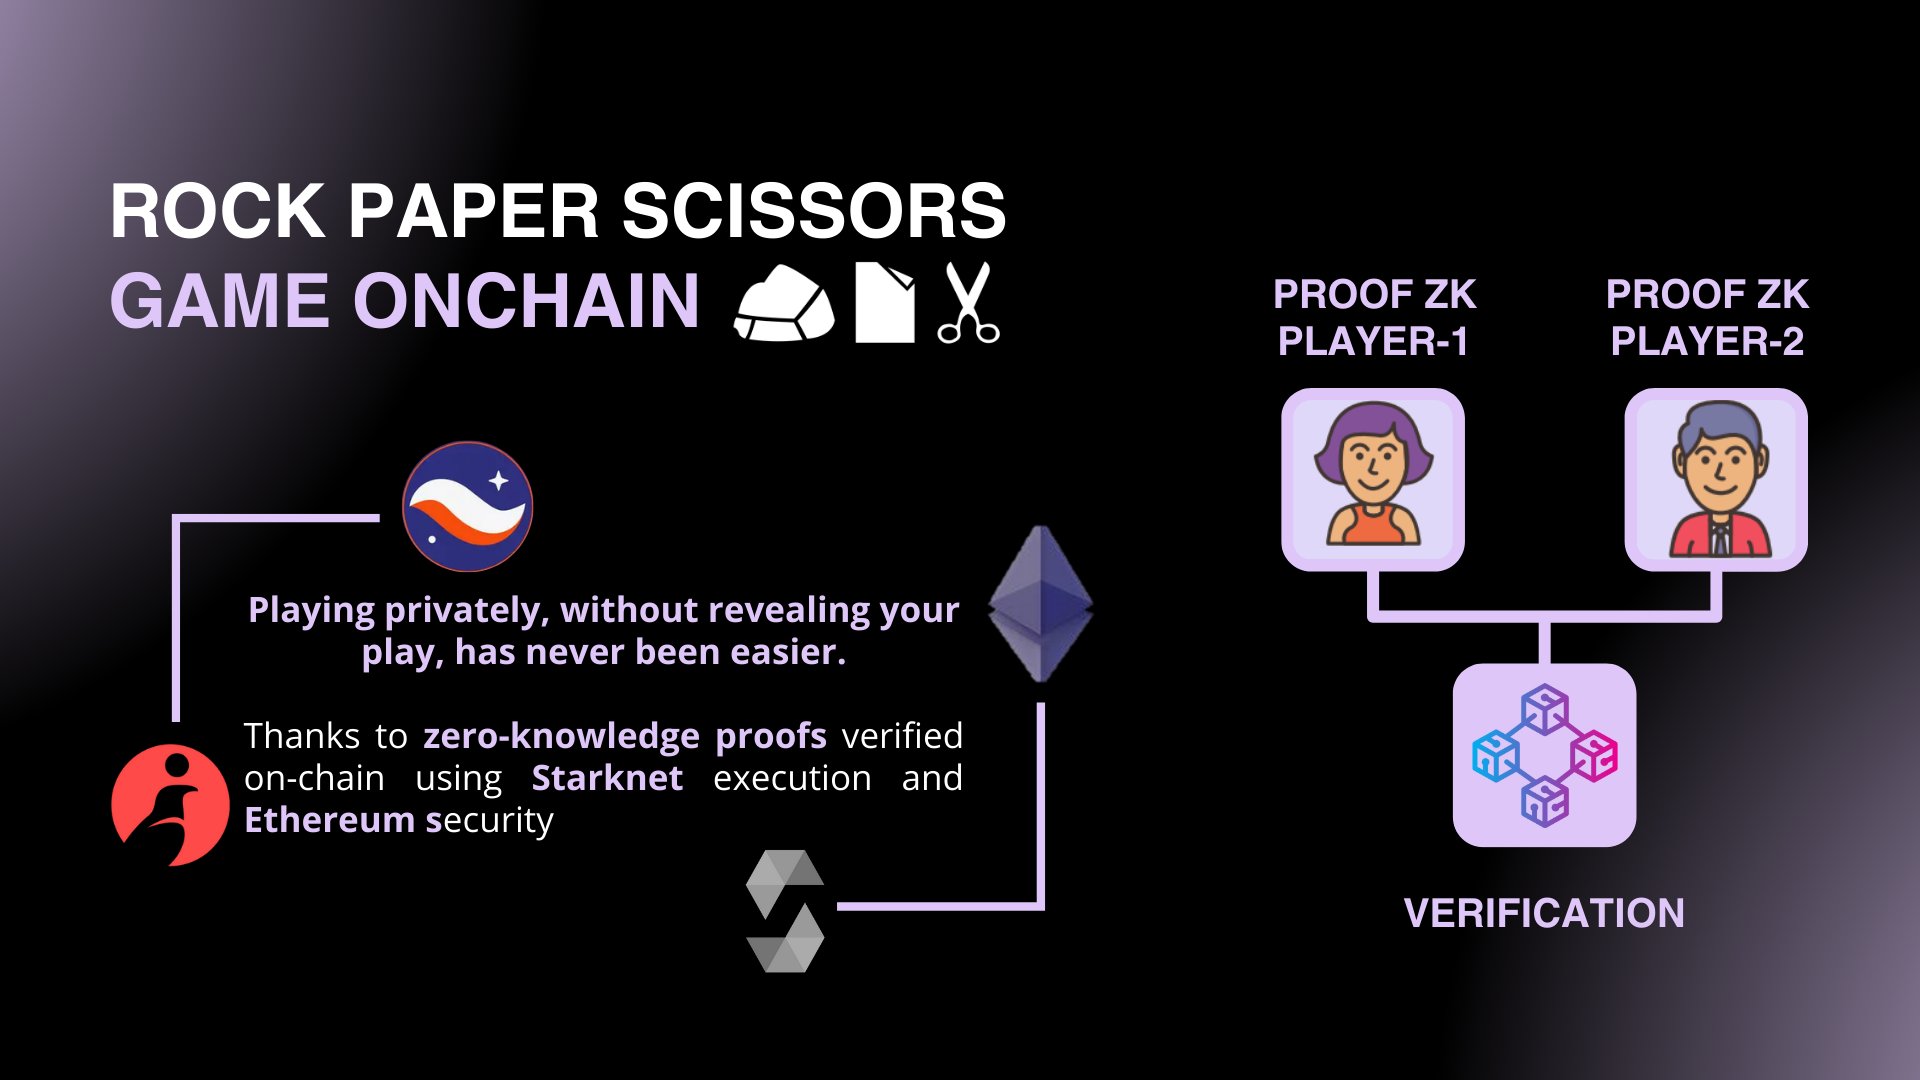 ROCK PAPER SCISSORS
GAME ONCHAIN
Playing privately, without revealing your
play, has never been easier.
Thanks to zero-knowledge proofs verified
on-chain using Starknet execution and
Ethereum security
PROOF ZK
PLAYER-1
PROOF ZK
PLAYER-2
VERIFICATION